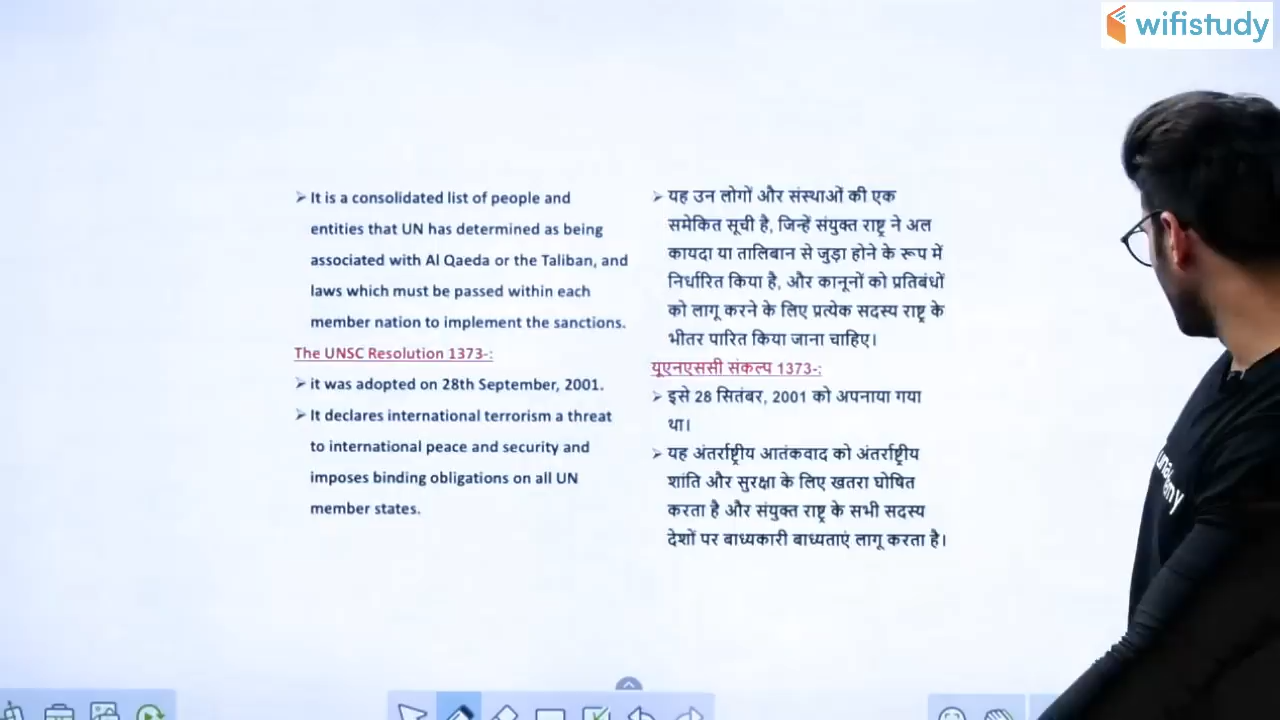 wifistudy
➢ It is a consolidated list of people and
entities that UN has determined as being
associated with Al Qaeda or the Taliban, and
laws which must be passed within each
member nation to implement the sanctions.
The UNSC Resolution 1373-:
➢ it was adopted on 28th September, 2001.
➢ It declares international terrorism a threat
to international peace and security and
imposes binding obligations on all UN
member states.
➢ यह उन लोगों और संस्थाओं की एक
समेकित सूची है, जिन्हें संयुक्त राष्ट्र ने अल
कायदा या तालिबान से जुड़ा होने के रूप में
निर्धारित किया है, और कानूनों को प्रतिबंधों
को लागू करने के लिए प्रत्येक सदस्य राष्ट्र के
भीतर पारित किया जाना चाहिए।
यूएनएससी संकल्प 1373-:
➢ इसे 28 सितंबर, 2001 को अपनाया गया
था।
➢ यह अंतर्राष्ट्रीय आतंकवाद को अंतर्राष्ट्रीय
शांति और सुरक्षा के लिए खतरा घोषित
करता है और संयुक्त राष्ट्र के सभी सदस्य
देशों पर बाध्यकारी बाध्यताएं लागू करता है।